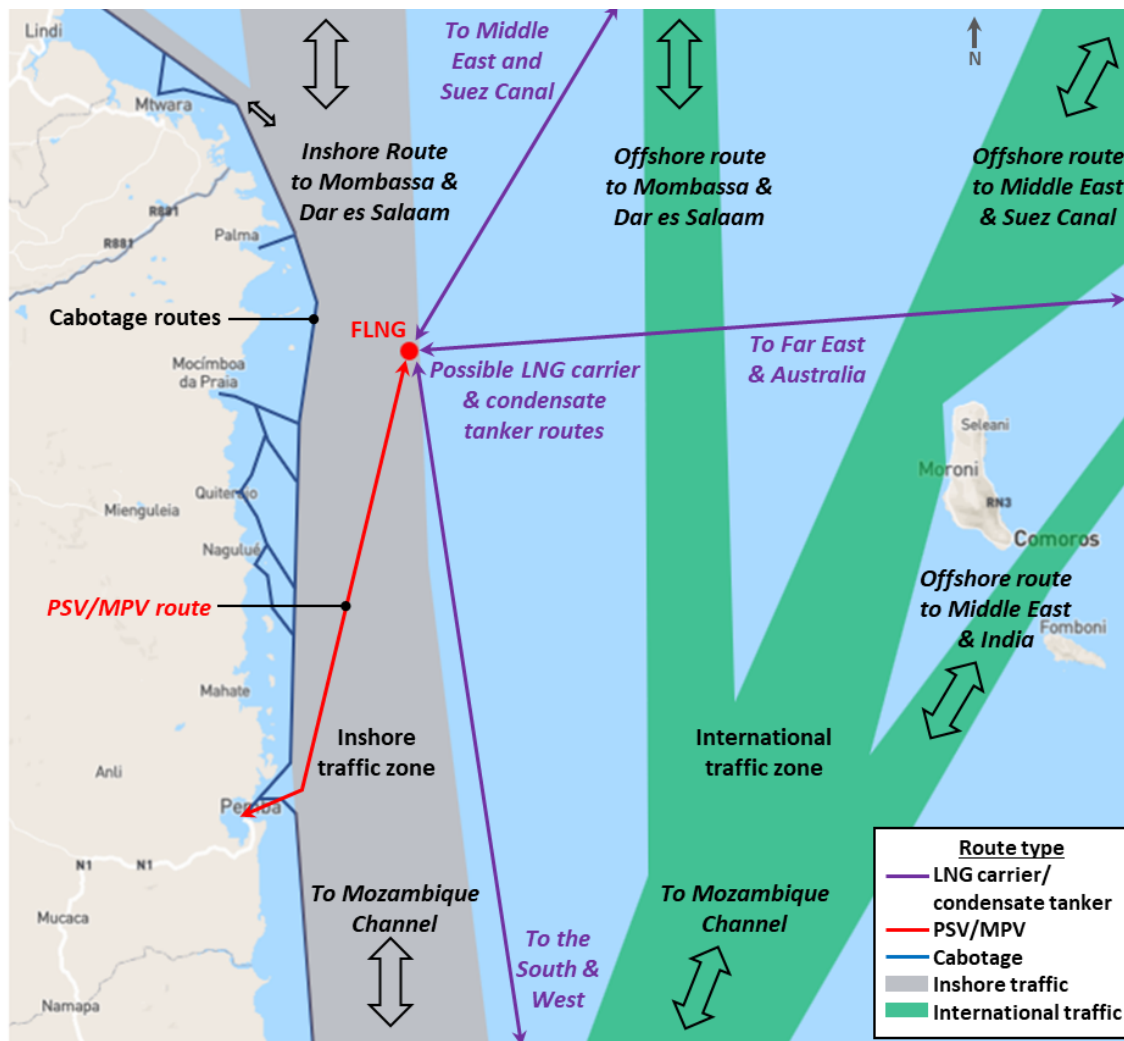 Lindi
To Middle
East and
Suez Canal
N
Mtwara
Inshore Route
to Mombassa &
Dar es Salaam
Offshore route
to Mombassa &
Dar es Salaam
Offshore route
to Middle East
& Suez Canal
R881
R881
Palma
Cabotage routes
FLNG
To Far East
& Australia
Mocímboa
da Praia
Possible LNG carrier
& condensate
tanker routes
Seleani
Moroni
RN3
Comoros
Mienguleia
Nagulué
Offshore route
to Middle East
& India
Fomboni
PSV/MPV route
Mahate
Inshore
traffic zone
International
traffic zone
Anli
Pemba
N1
N1
Mucaca
Namapa
To Mozambique
Channel
To the
South &
West
To Mozambique
Channel
Route type
LNG carrier/
condensate tanker
PSV/MPV
Cabotage
Inshore traffic
International traffic